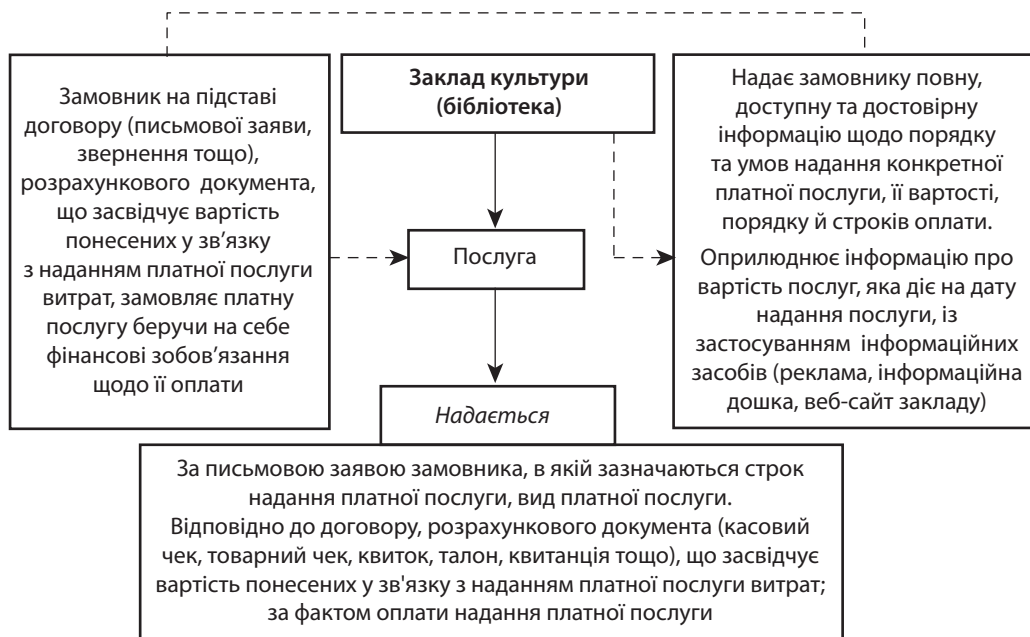 Замовник на підставі
договору (письмової заяви,
звернення тощо),
розрахункового документа,
що засвідчує вартість
понесених у зв’язку
з наданням платної послуги
витрат, замовляє платну
послугу беручи на себе
фінансові зобов’язання
щодо її оплати
Заклад культури
(бібліотека)
Послуга
Надає замовнику повну,
доступну та достовірну
інформацію щодо порядку
та умов надання конкретної
платної послуги, її вартості,
порядку й строків оплати.
Оприлюднює інформацію про
вартість послуг, яка діє на дату
надання послуги, із
застосуванням інформаційних
засобів (реклама, інформаційна
дошка, веб-сайт закладу)
Надається
За письмовою заявою замовника, в якій зазначаються строк
надання платної послуги, вид платної послуги.
Відповідно до договору, розрахункового документа (касовий
чек, товарний чек, квиток, талон, квитанція тощо), що засвідчує
вартість понесених у зв'язку з наданням платної послуги витрат;
за фактом оплати надання платної послуги